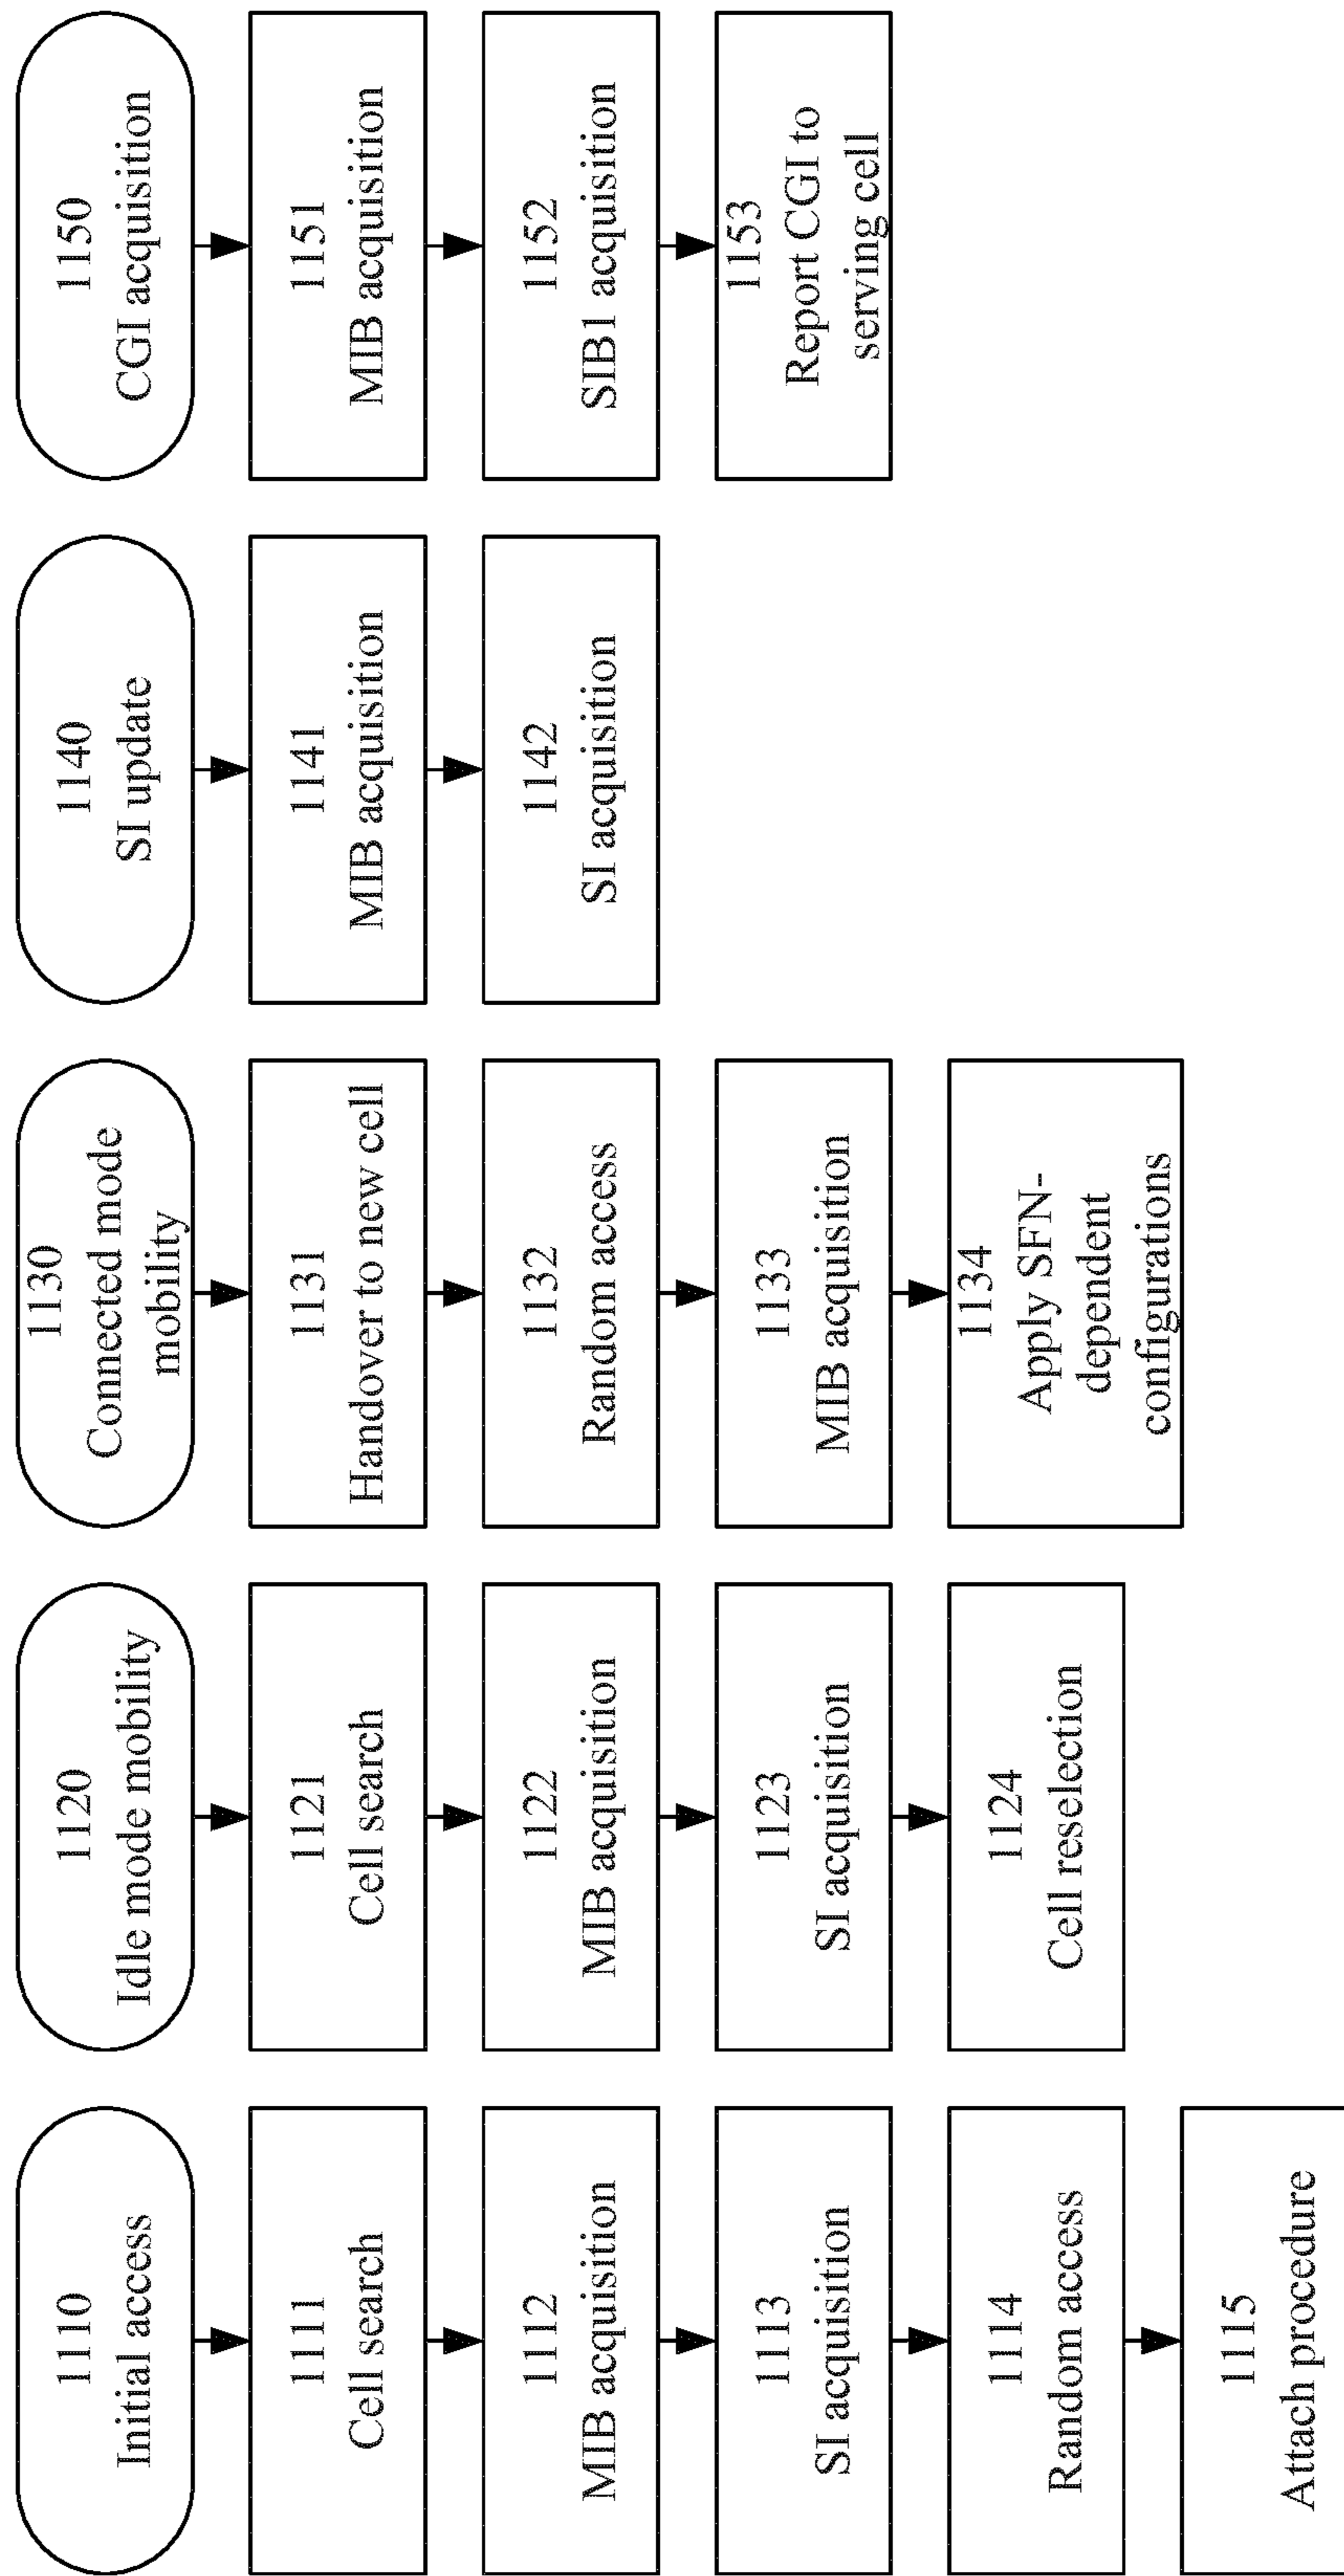 1110
Initial access
1111
Cell search
1112
MIB acquisition
1113
SI acquisition
1114
Random access
1115
Attach procedure
1120
Idle mode mobility
1121
Cell search
1122
MIB acquisition
1123
SI acquisition
1124
Cell reselection
1130
Connected mode
mobility
1131
Handover to new cell
1132
Random access
1133
MIB acquisition
1134
Apply SFN-
dependent
configurations
1140
SI update
1141
MIB acquisition
1142
SI acquisition
1150
CGI acquisition
1151
MIB acquisition
1152
SIB1 acquisition
1153
Report CGI to
serving cell